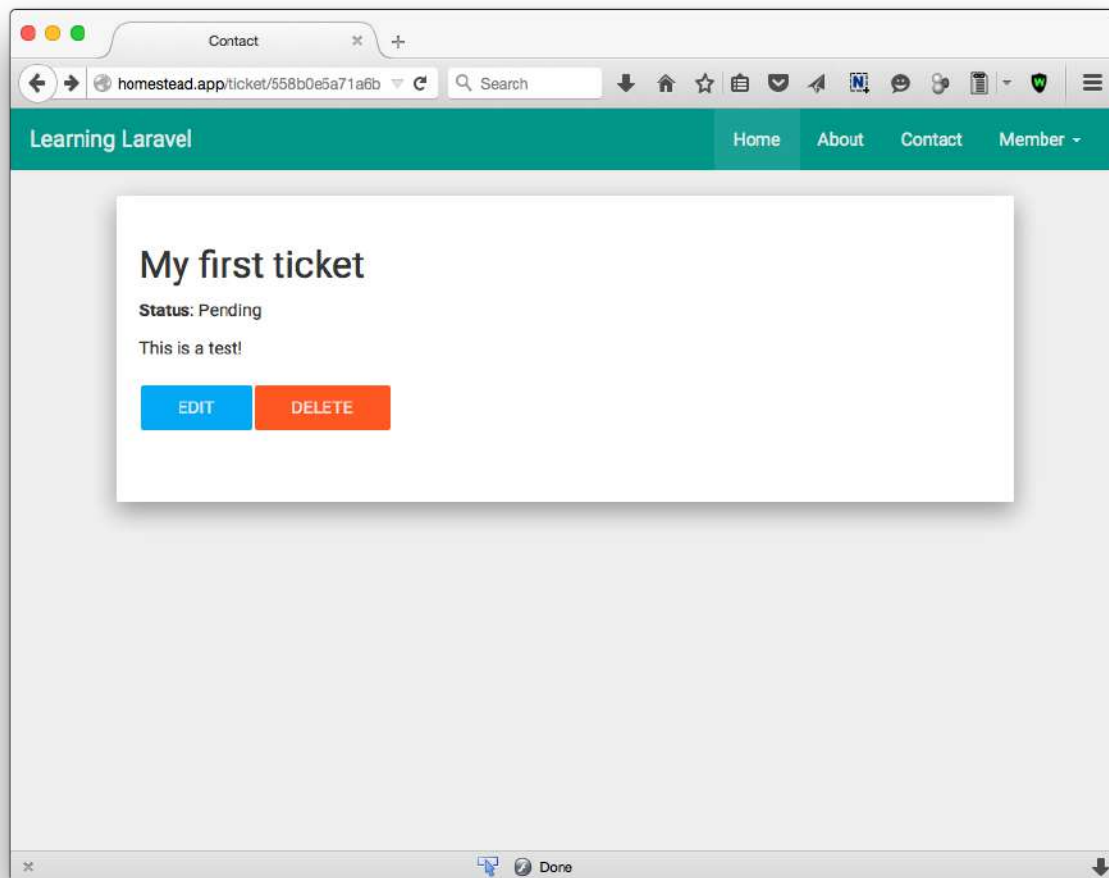 Contact
homestead.app/ticket/558b0e5a71a6b
Search
Learning Laravel
Home
About
Contact
Member
My first ticket
Status: Pending
This is a test!
EDIT
DELETE
Done